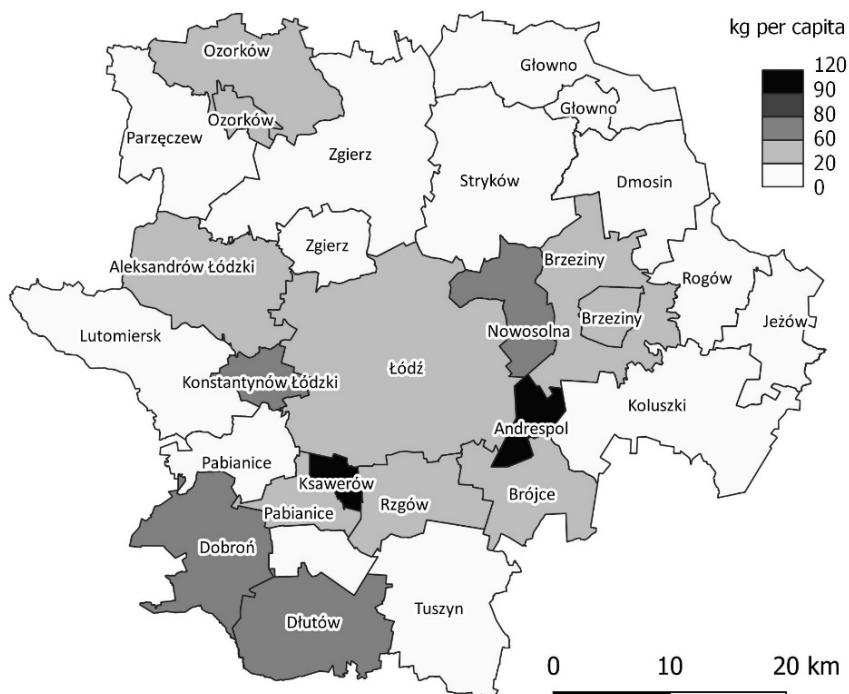 kg per capita
120
90
80
60
20
0
Ozorków
Głowno
Głowno
Ozorków
Parzęczew
Zgierz
Stryków
Dmosin
Zgierz
Brzeziny
Aleksandrów Łódzki
Rogów
Brzeziny
Jeżów
Lutomiersk
Nowosolna
Łódź
Konstantynów Łódzki
Koluszki
Andrespol
Pabianice
Ksawerów
Brójce
Rzgów
Pabianice
Dobroń
Tuszyn
Dłutów
0 10 20 km